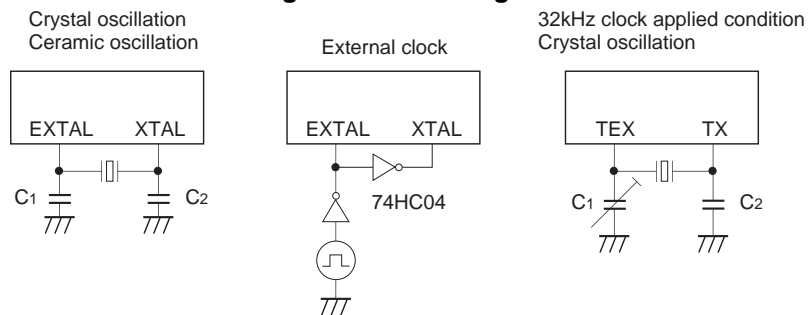 Crystal oscillation
Ceramic oscillation
External clock
32kHz clock applied condition
Crystal oscillation
EXTAL XTAL
EXTAL XTAL
TEX TX
C1 C2
74HC04
C1 C2